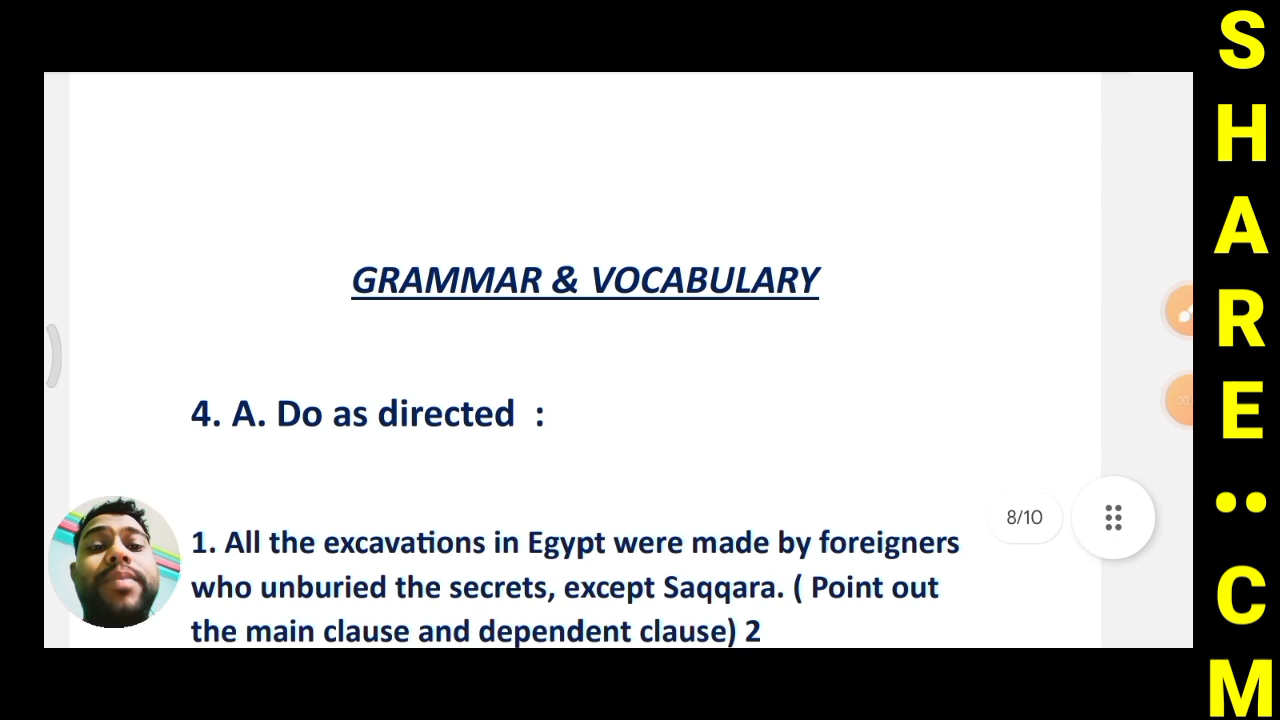 GRAMMAR & VOCABULARY
4. A. Do as directed :
1. All the excavations in Egypt were made by foreigners
who unburied the secrets, except Saqqara. ( Point out
the main clause and dependent clause) 2
8/10
00
SHARE..CM